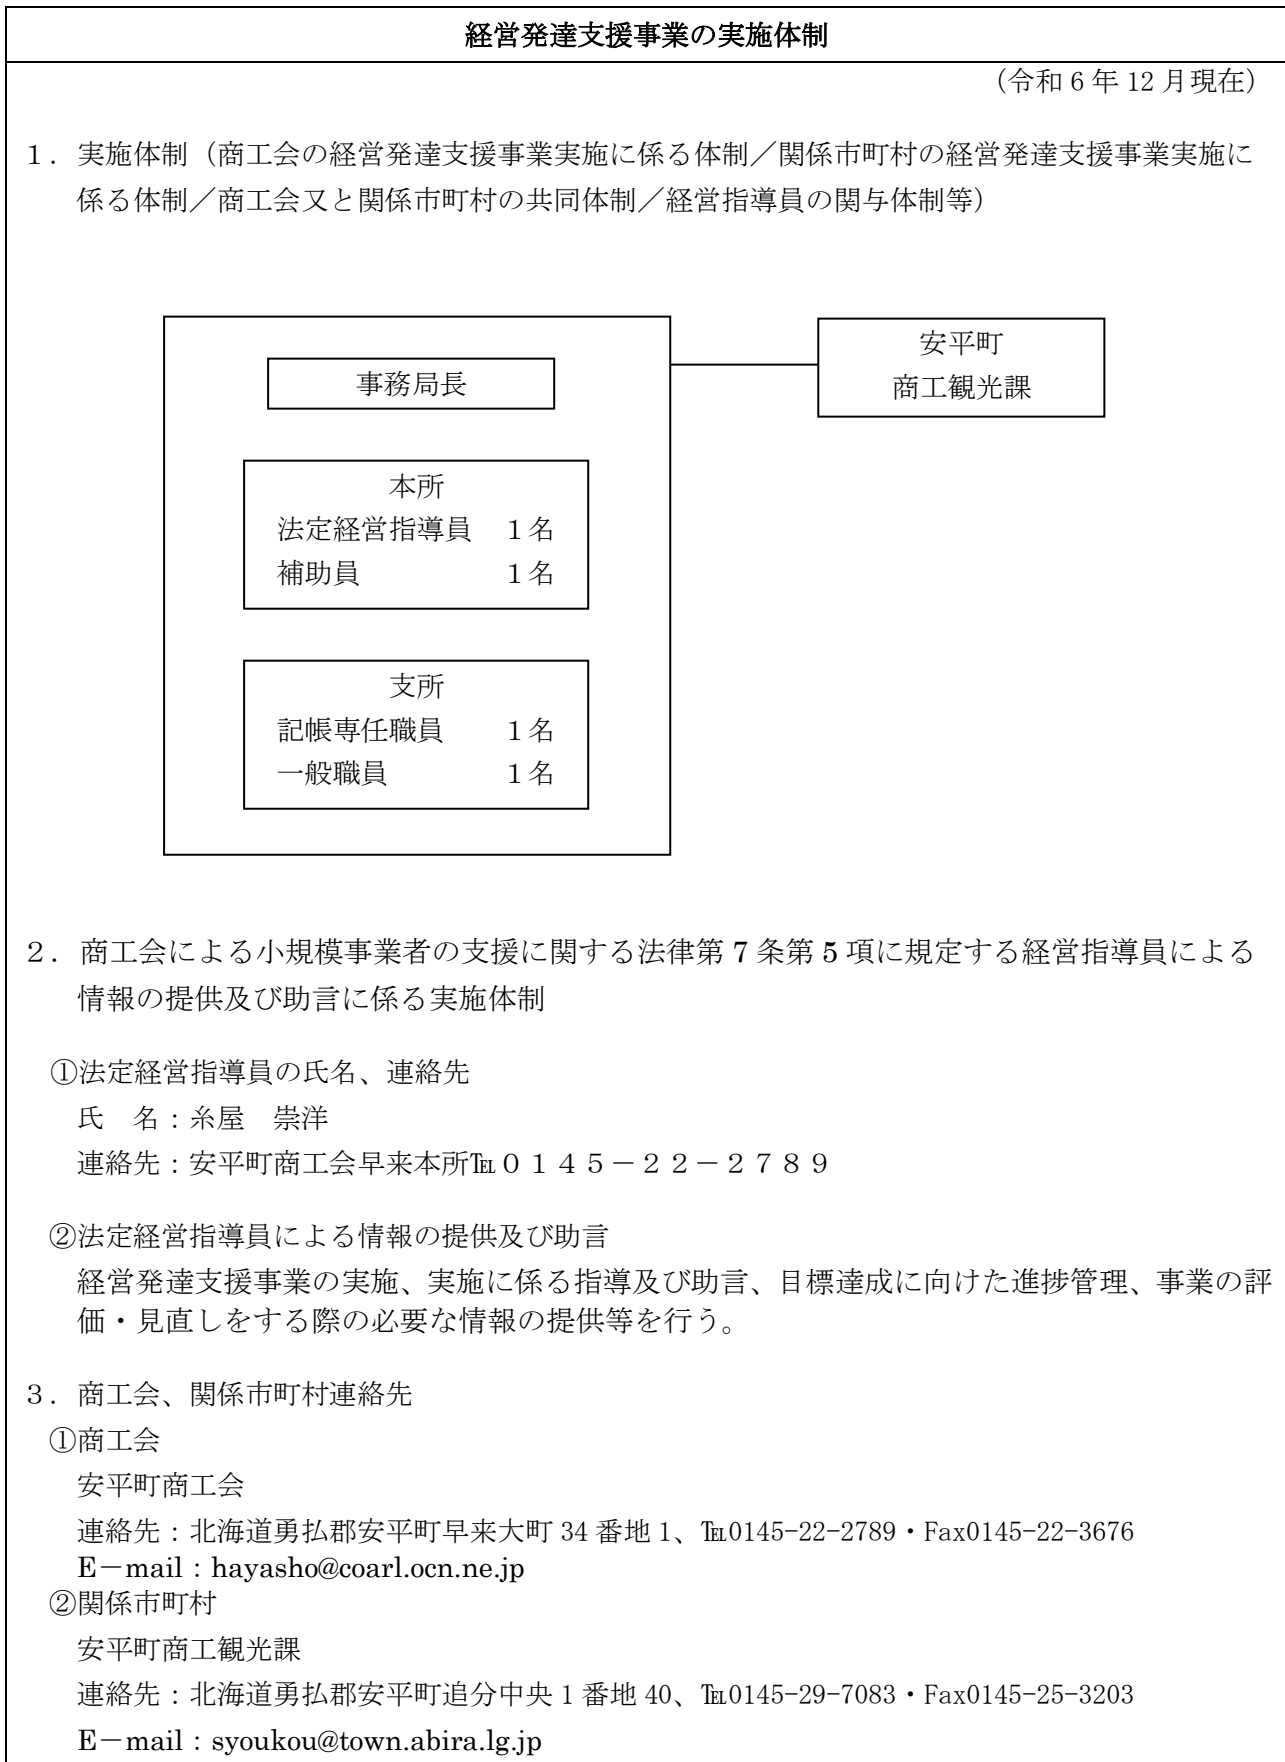 経営発達支援事業の実施体制
（令和 6 年 12 月現在）
１．実施体制（商工会の経営発達支援事業実施に係る体制／関係市町村の経営発達支援事業実施に
係る体制／商工会又と関係市町村の共同体制／経営指導員の関与体制等）
事務局長
安平町
商工観光課
本所
法定経営指導員　１名
補助員　１名
支所
記帳専任職員　１名
一般職員　１名
２．商工会による小規模事業者の支援に関する法律第 7 条第 5 項に規定する経営指導員による
情報の提供及び助言に係る実施体制
①法定経営指導員の氏名、連絡先
氏　名：糸屋　崇洋
連絡先：安平町商工会早来本所℡０１４５－２２－２７８９
②法定経営指導員による情報の提供及び助言
経営発達支援事業の実施、実施に係る指導及び助言、目標達成に向けた進捗管理、事業の評
価・見直しをする際の必要な情報の提供等を行う。
３．商工会、関係市町村連絡先
①商工会
安平町商工会
連絡先：北海道勇払郡安平町早来大町 34 番地 1、℡0145-22-2789・Fax0145-22-3676
E－mail：hayasho@coarl.ocn.ne.jp
②関係市町村
安平町商工観光課
連絡先：北海道勇払郡安平町追分中央 1 番地 40、℡0145-29-7083・Fax0145-25-3203
E－mail：syoukou@town.abira.lg.jp